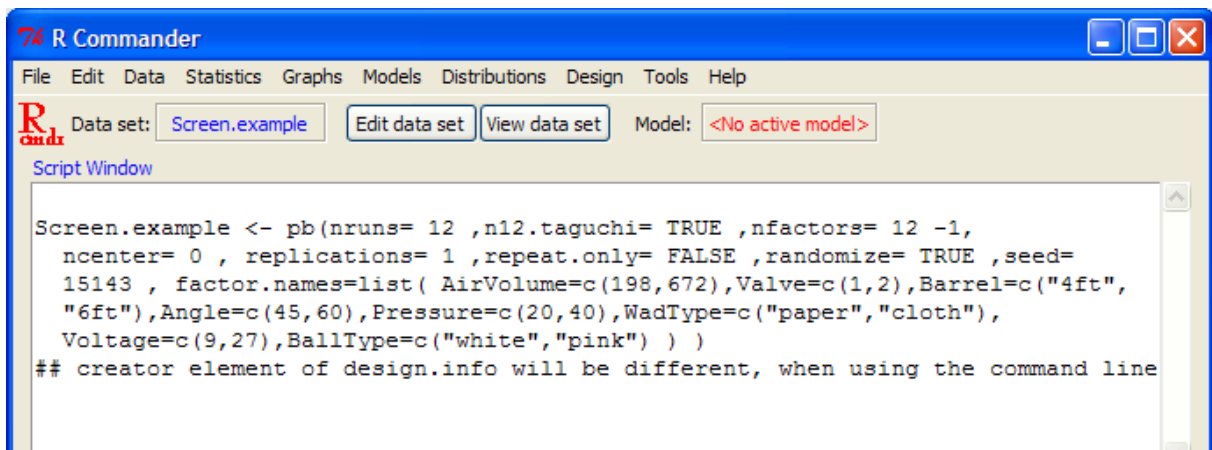 R Commander
File Edit Data Statistics Graphs Models Distributions Design Tools Help
R cmdr Data set: Screen.example Edit data set View data set Model: <No active model>
Script Window
Screen.example <- pb(nruns= 12 ,n12.taguchi= TRUE ,nfactors= 12 -1,
ncenter= 0 , replications= 1 ,repeat.only= FALSE ,randomize= TRUE ,seed=
15143 , factor.names=list( AirVolume=c(198,672),Valve=c(1,2),Barrel=c("4ft",
"6ft"),Angle=c(45,60),Pressure=c(20,40),WadType=c("paper","cloth"),
Voltage=c(9,27),BallType=c("white","pink") ) )
## creator element of design.info will be different, when using the command line